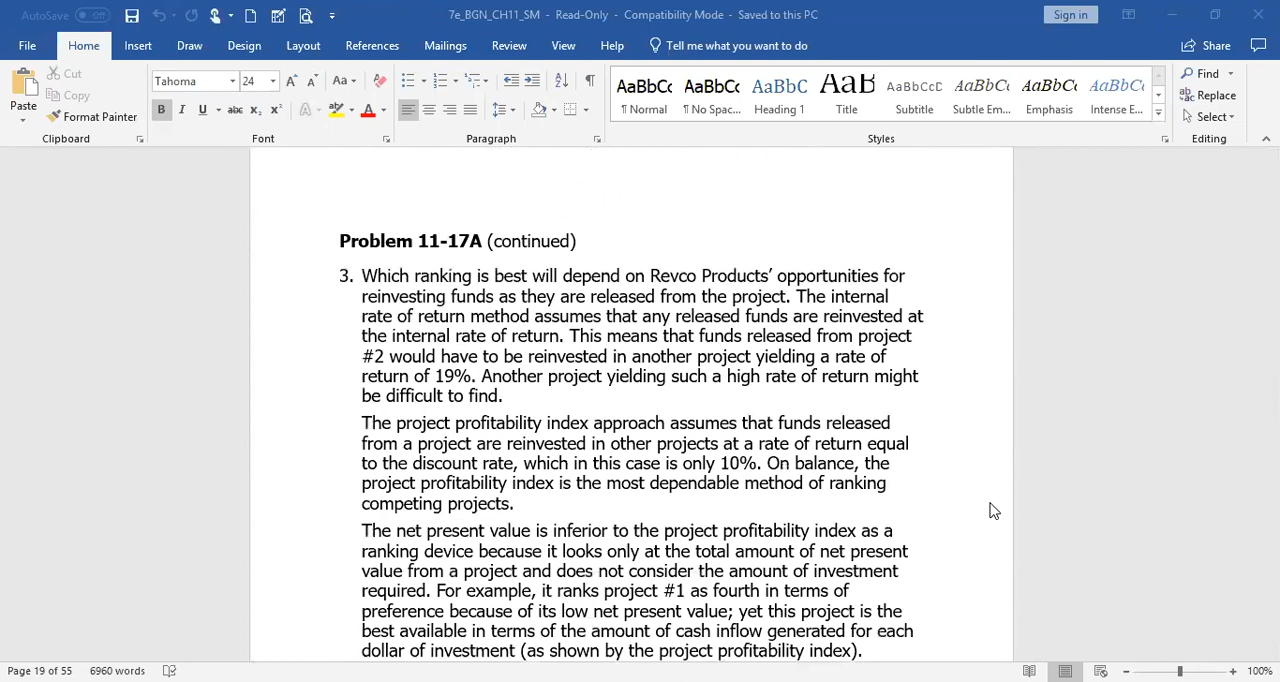 AutoSave Off 7e_BGN_CH11_SM - Read-Only - Compatibility Mode - Saved to this PC Sign in
File Home Insert Draw Design Layout References Mailings Review View Help Tell me what you want to do Share
Paste
Cut
Copy
Format Painter
Clipboard
Tahoma 24
Font
Paragraph
AaBbCc AaBbCc AaBbC AaB AaBbCcD AaBbCc AaBbCc AaBbCc
¶ Normal ¶ No Spac... Heading 1 Title Subtitle Subtle Em... Emphasis Intense E...
Styles
Find
Replace
Select
Editing
Problem 11-17A (continued)
3. Which ranking is best will depend on Revco Products’ opportunities for
reinvesting funds as they are released from the project. The internal
rate of return method assumes that any released funds are reinvested at
the internal rate of return. This means that funds released from project
#2 would have to be reinvested in another project yielding a rate of
return of 19%. Another project yielding such a high rate of return might
be difficult to find.
The project profitability index approach assumes that funds released
from a project are reinvested in other projects at a rate of return equal
to the discount rate, which in this case is only 10%. On balance, the
project profitability index is the most dependable method of ranking
competing projects.
The net present value is inferior to the project profitability index as a
ranking device because it looks only at the total amount of net present
value from a project and does not consider the amount of investment
required. For example, it ranks project #1 as fourth in terms of
preference because of its low net present value; yet this project is the
best available in terms of the amount of cash inflow generated for each
dollar of investment (as shown by the project profitability index).
Page 19 of 55 6960 words 100%